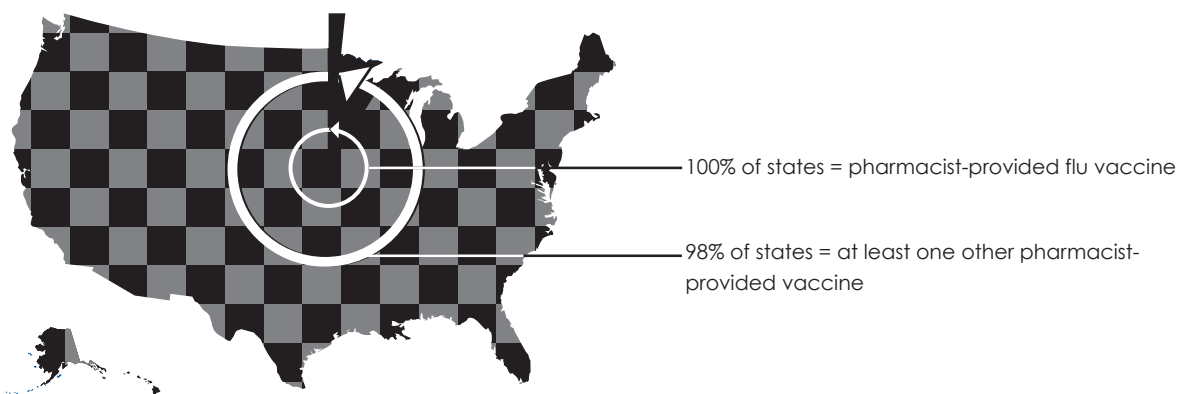 100% of states = pharmacist-provided flu vaccine
98% of states = at least one other pharmacist-
provided vaccine